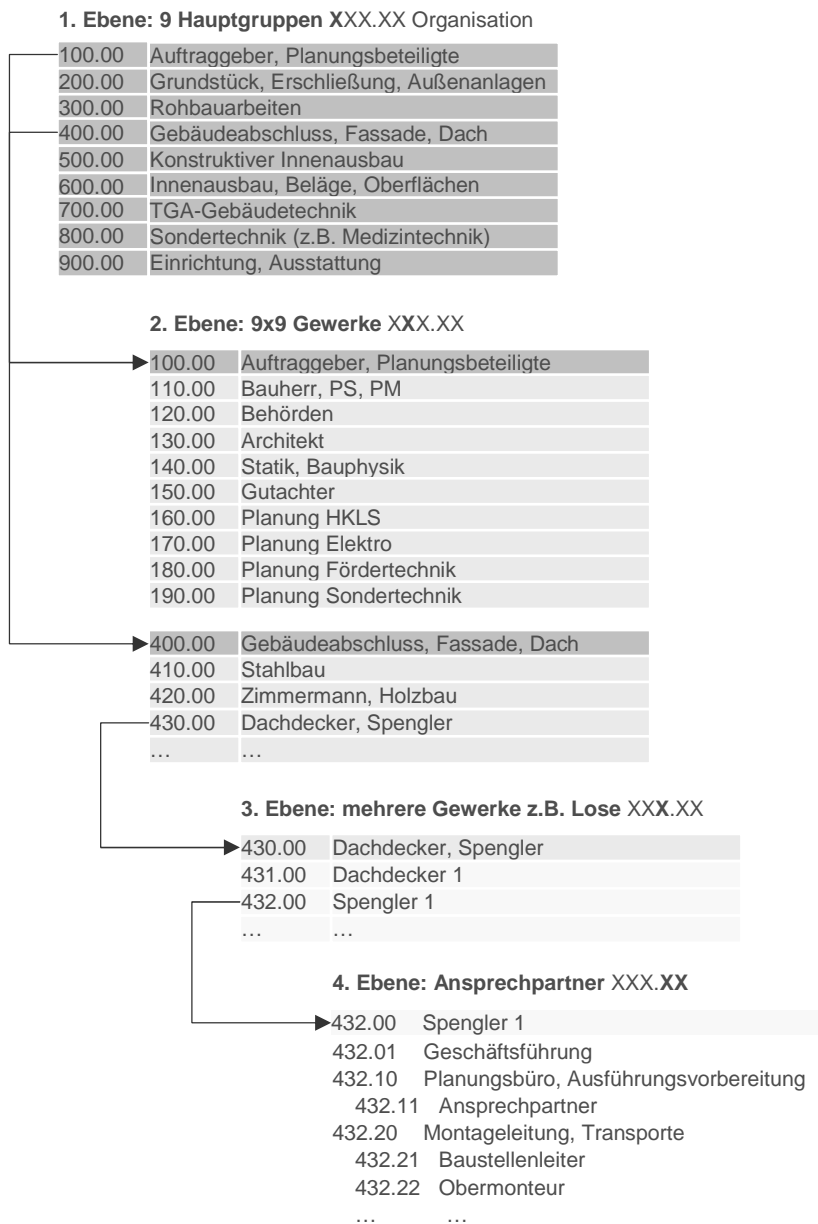 1. Ebene: 9 Hauptgruppen XXX.XX Organisation
100.00 Auftraggeber, Planungsbeteiligte
200.00 Grundstück, Erschließung, Außenanlagen
300.00 Rohbauarbeiten
400.00 Gebäudeabschluss, Fassade, Dach
500.00 Konstruktiver Innenausbau
600.00 Innenausbau, Beläge, Oberflächen
700.00 TGA-Gebäudetechnik
800.00 Sondertechnik (z.B. Medizintechnik)
900.00 Einrichtung, Ausstattung
2. Ebene: 9x9 Gewerke XXX.XX
100.00 Auftraggeber, Planungsbeteiligte
110.00 Bauherr, PS, PM
120.00 Behörden
130.00 Architekt
140.00 Statik, Bauphysik
150.00 Gutachter
160.00 Planung HKLS
170.00 Planung Elektro
180.00 Planung Fördertechnik
190.00 Planung Sondertechnik
400.00 Gebäudeabschluss, Fassade, Dach
410.00 Stahlbau
420.00 Zimmermann, Holzbau
430.00 Dachdecker, Spengler
… …
3. Ebene: mehrere Gewerke z.B. Lose XXX.XX
430.00 Dachdecker, Spengler
431.00 Dachdecker 1
432.00 Spengler 1
… …
4. Ebene: Ansprechpartner XXX.XX
432.00 Spengler 1
432.01 Geschäftsführung
432.10 Planungsbüro, Ausführungsvorbereitung
432.11 Ansprechpartner
432.20 Montageleitung, Transporte
432.21 Baustellenleiter
432.22 Obermonteur
… …